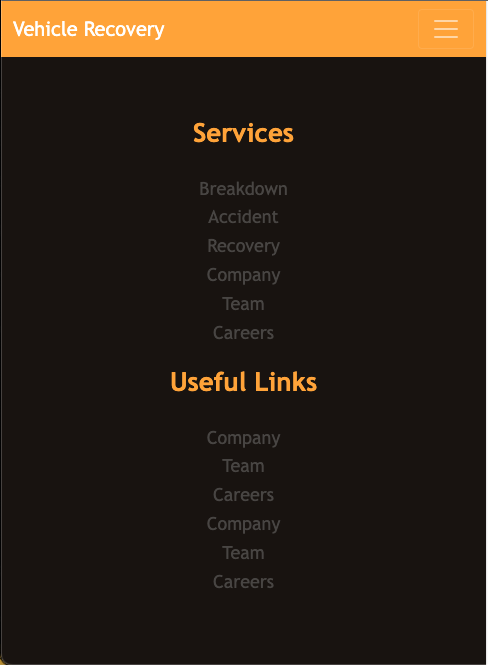 Vehicle Recovery
Services
Breakdown
Accident
Recovery
Company
Team
Careers
Useful Links
Company
Team
Careers
Company
Team
Careers